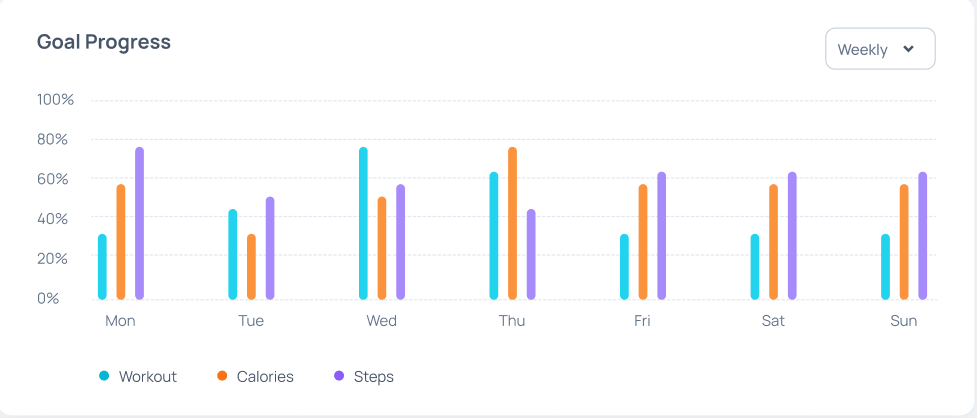 Goal Progress
Weekly
100%
80%
60%
40%
20%
0%
Mon Tue Wed Thu Fri Sat Sun
Workout Calories Steps